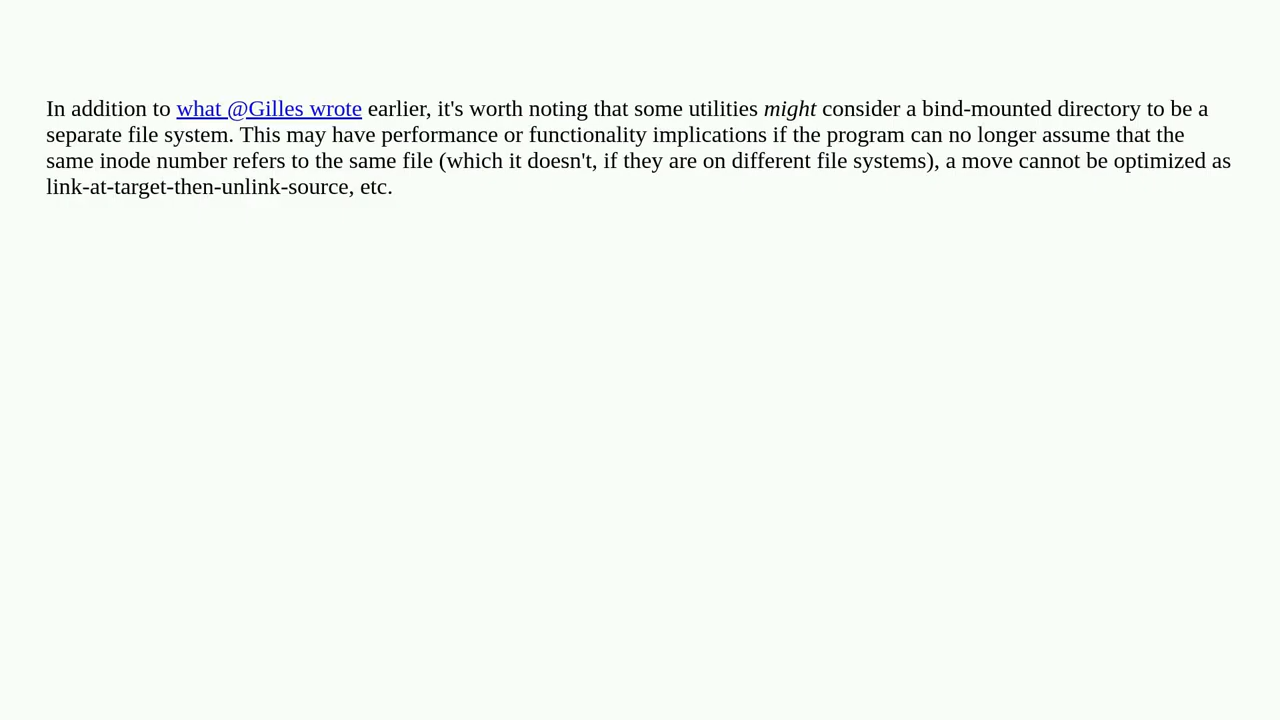 In addition to what @Gilles wrote earlier, it's worth noting that some utilities might consider a bind-mounted directory to be a
separate file system. This may have performance or functionality implications if the program can no longer assume that the
same inode number refers to the same file (which it doesn't, if they are on different file systems), a move cannot be optimized as
link-at-target-then-unlink-source, etc.